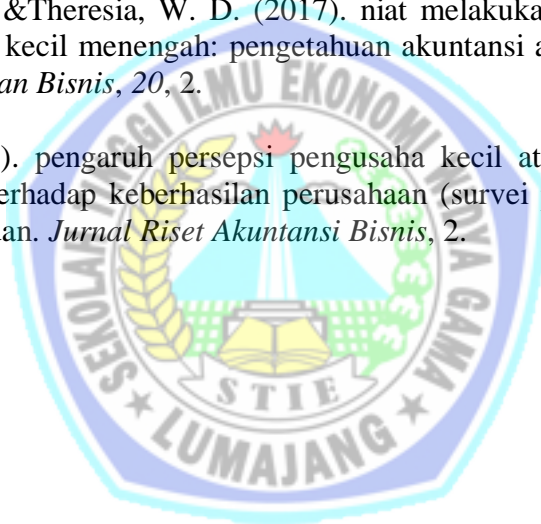 &Theresia, W. D. (2017). niat melakuka
kecil menengah: pengetahuan akuntansi a
an Bisnis, 20, 2.
). pengaruh persepsi pengusaha kecil at
erhadap keberhasilan perusahaan (survei
an. Jurnal Riset Akuntansi Bisnis, 2.
SEKOLAH TINGGI ILMU EKONOMI WIDYA GAMA
STIE
LUMAJANG